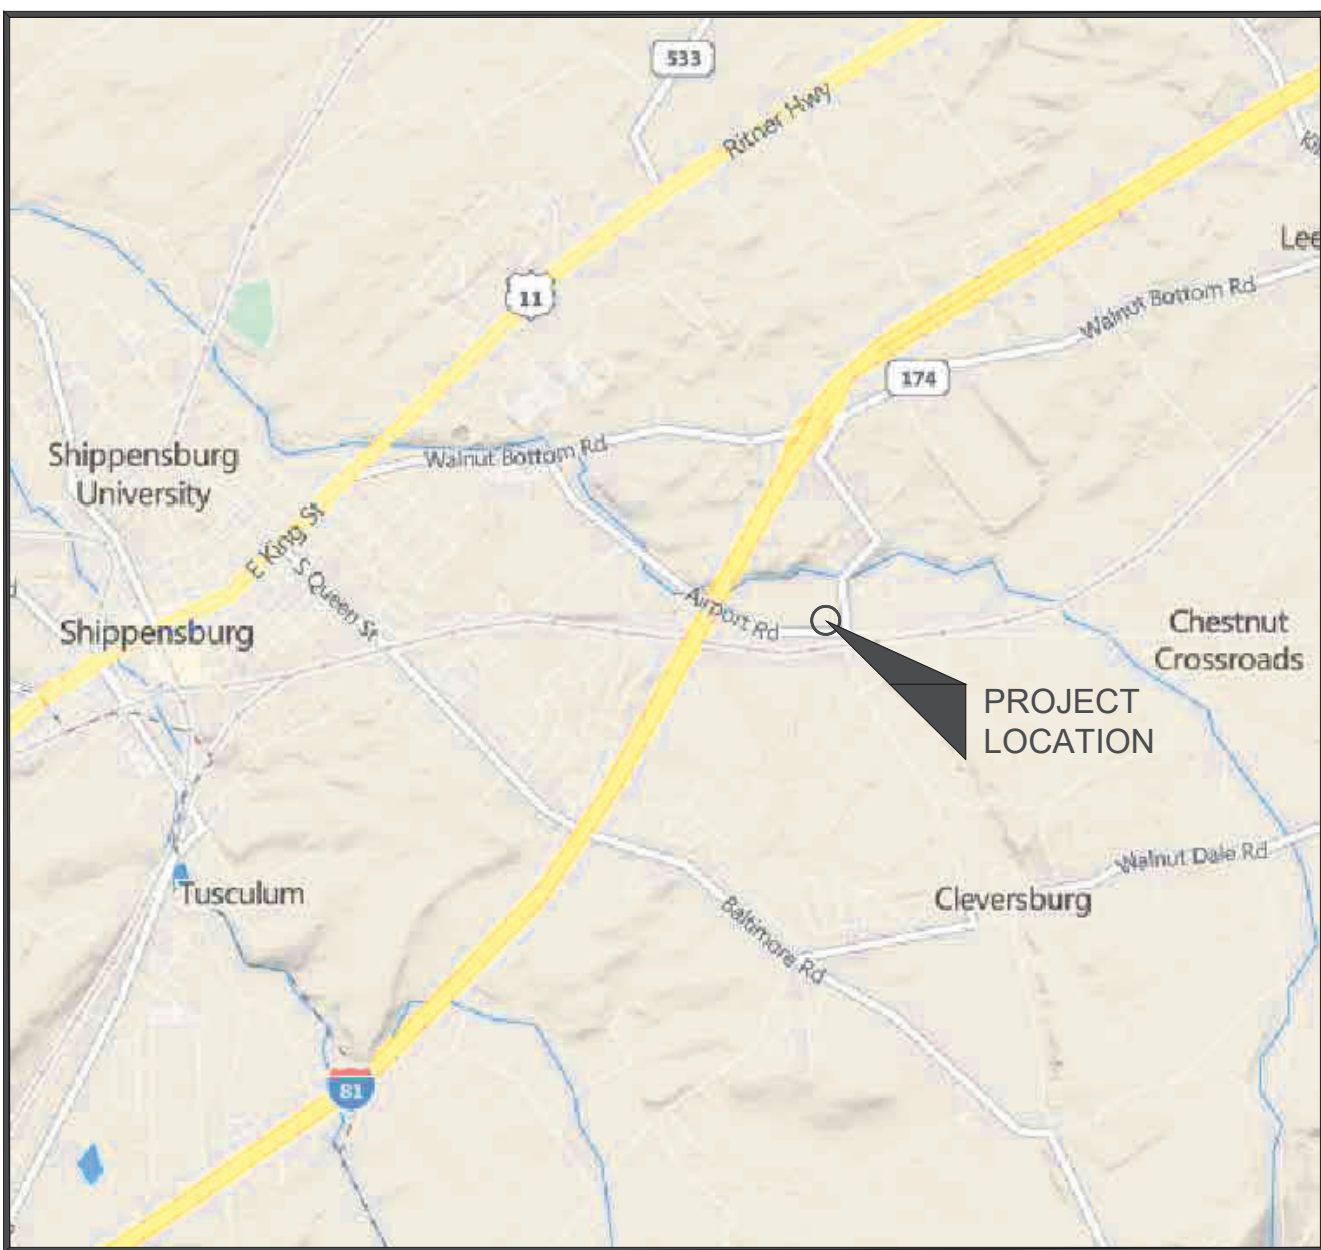 533
Ritner Hwy
Lee
11
Walnut Bottom Rd
174
Shippensburg
University
Walnut Bottom Rd
E King St
S Queen St
Airport Rd
Shippensburg
Chestnut
Crossroads
PROJECT
LOCATION
Walnut Dale Rd
Tusculum
Cleversburg
Baltimore Rd
81